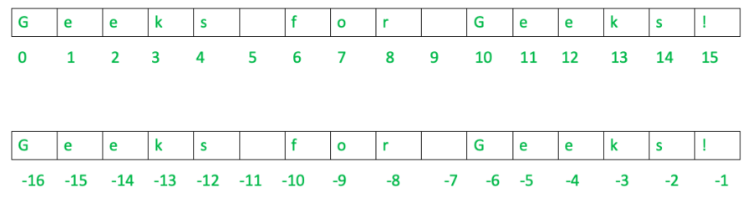 G e e k s f o r G e e k s !
0 1 2 3 4 5 6 7 8 9 10 11 12 13 14 15
G e e k s f o r G e e k s !
-16 -15 -14 -13 -12 -11 -10 -9 -8 -7 -6 -5 -4 -3 -2 -1